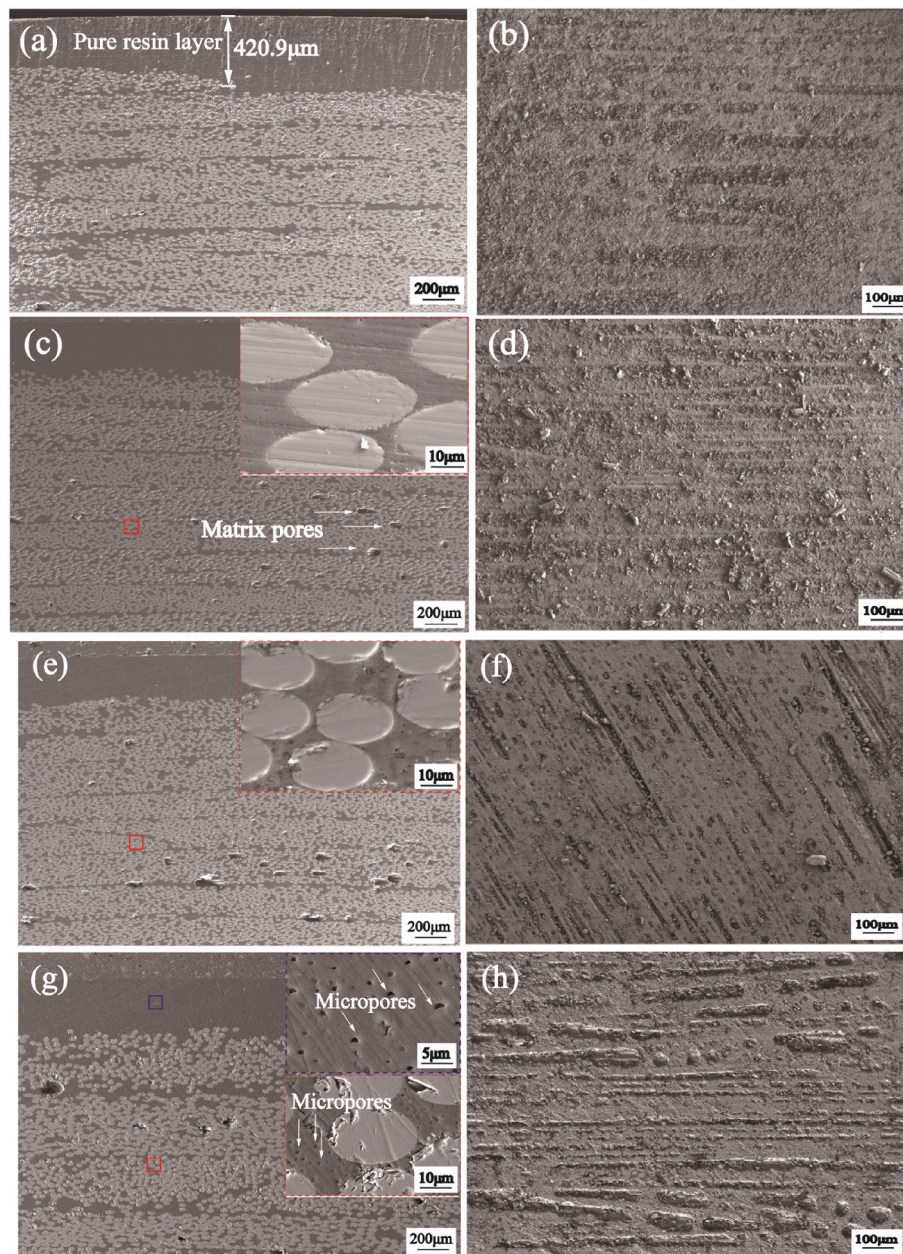 (a)
Pure resin layer
420.9μm
200μm
(b)
100μm
(c)
10μm
Matrix pores
200μm
(d)
100μm
(e)
10μm
200μm
(f)
100μm
(g)
Micropores
5μm
Micropores
10μm
200μm
(h)
100μm